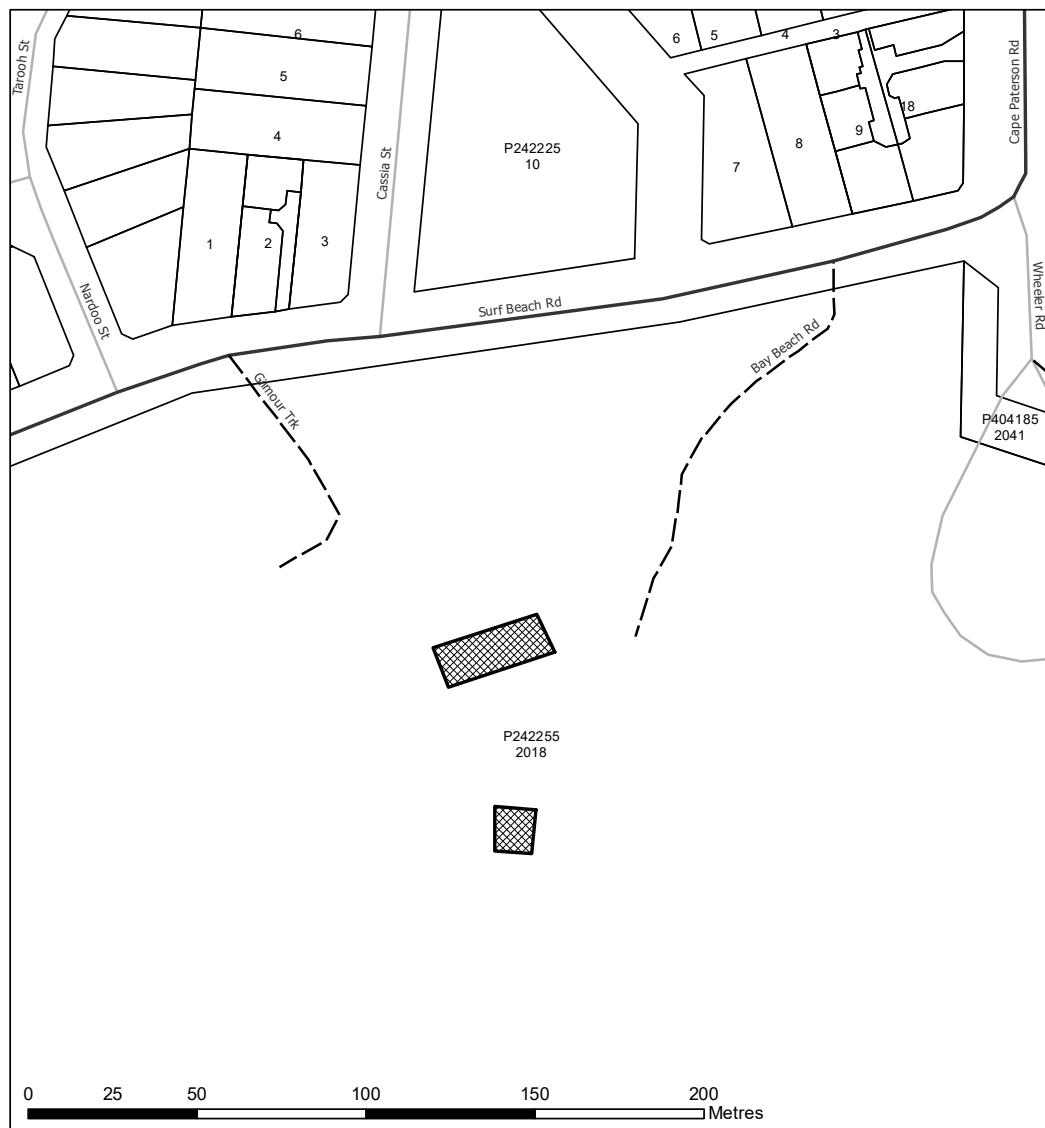 6
5
4
1
2
3
Tarooh St
Nardoo St
Cassia St
P242225
10
6
5
4
3
7
8
9
18
Cape Paterson Rd
Wheeler Rd
Surf Beach Rd
Gilmour Trk
Bay Beach Rd
P404185
2041
P242255
2018
0 25 50 100 150 200
Metres